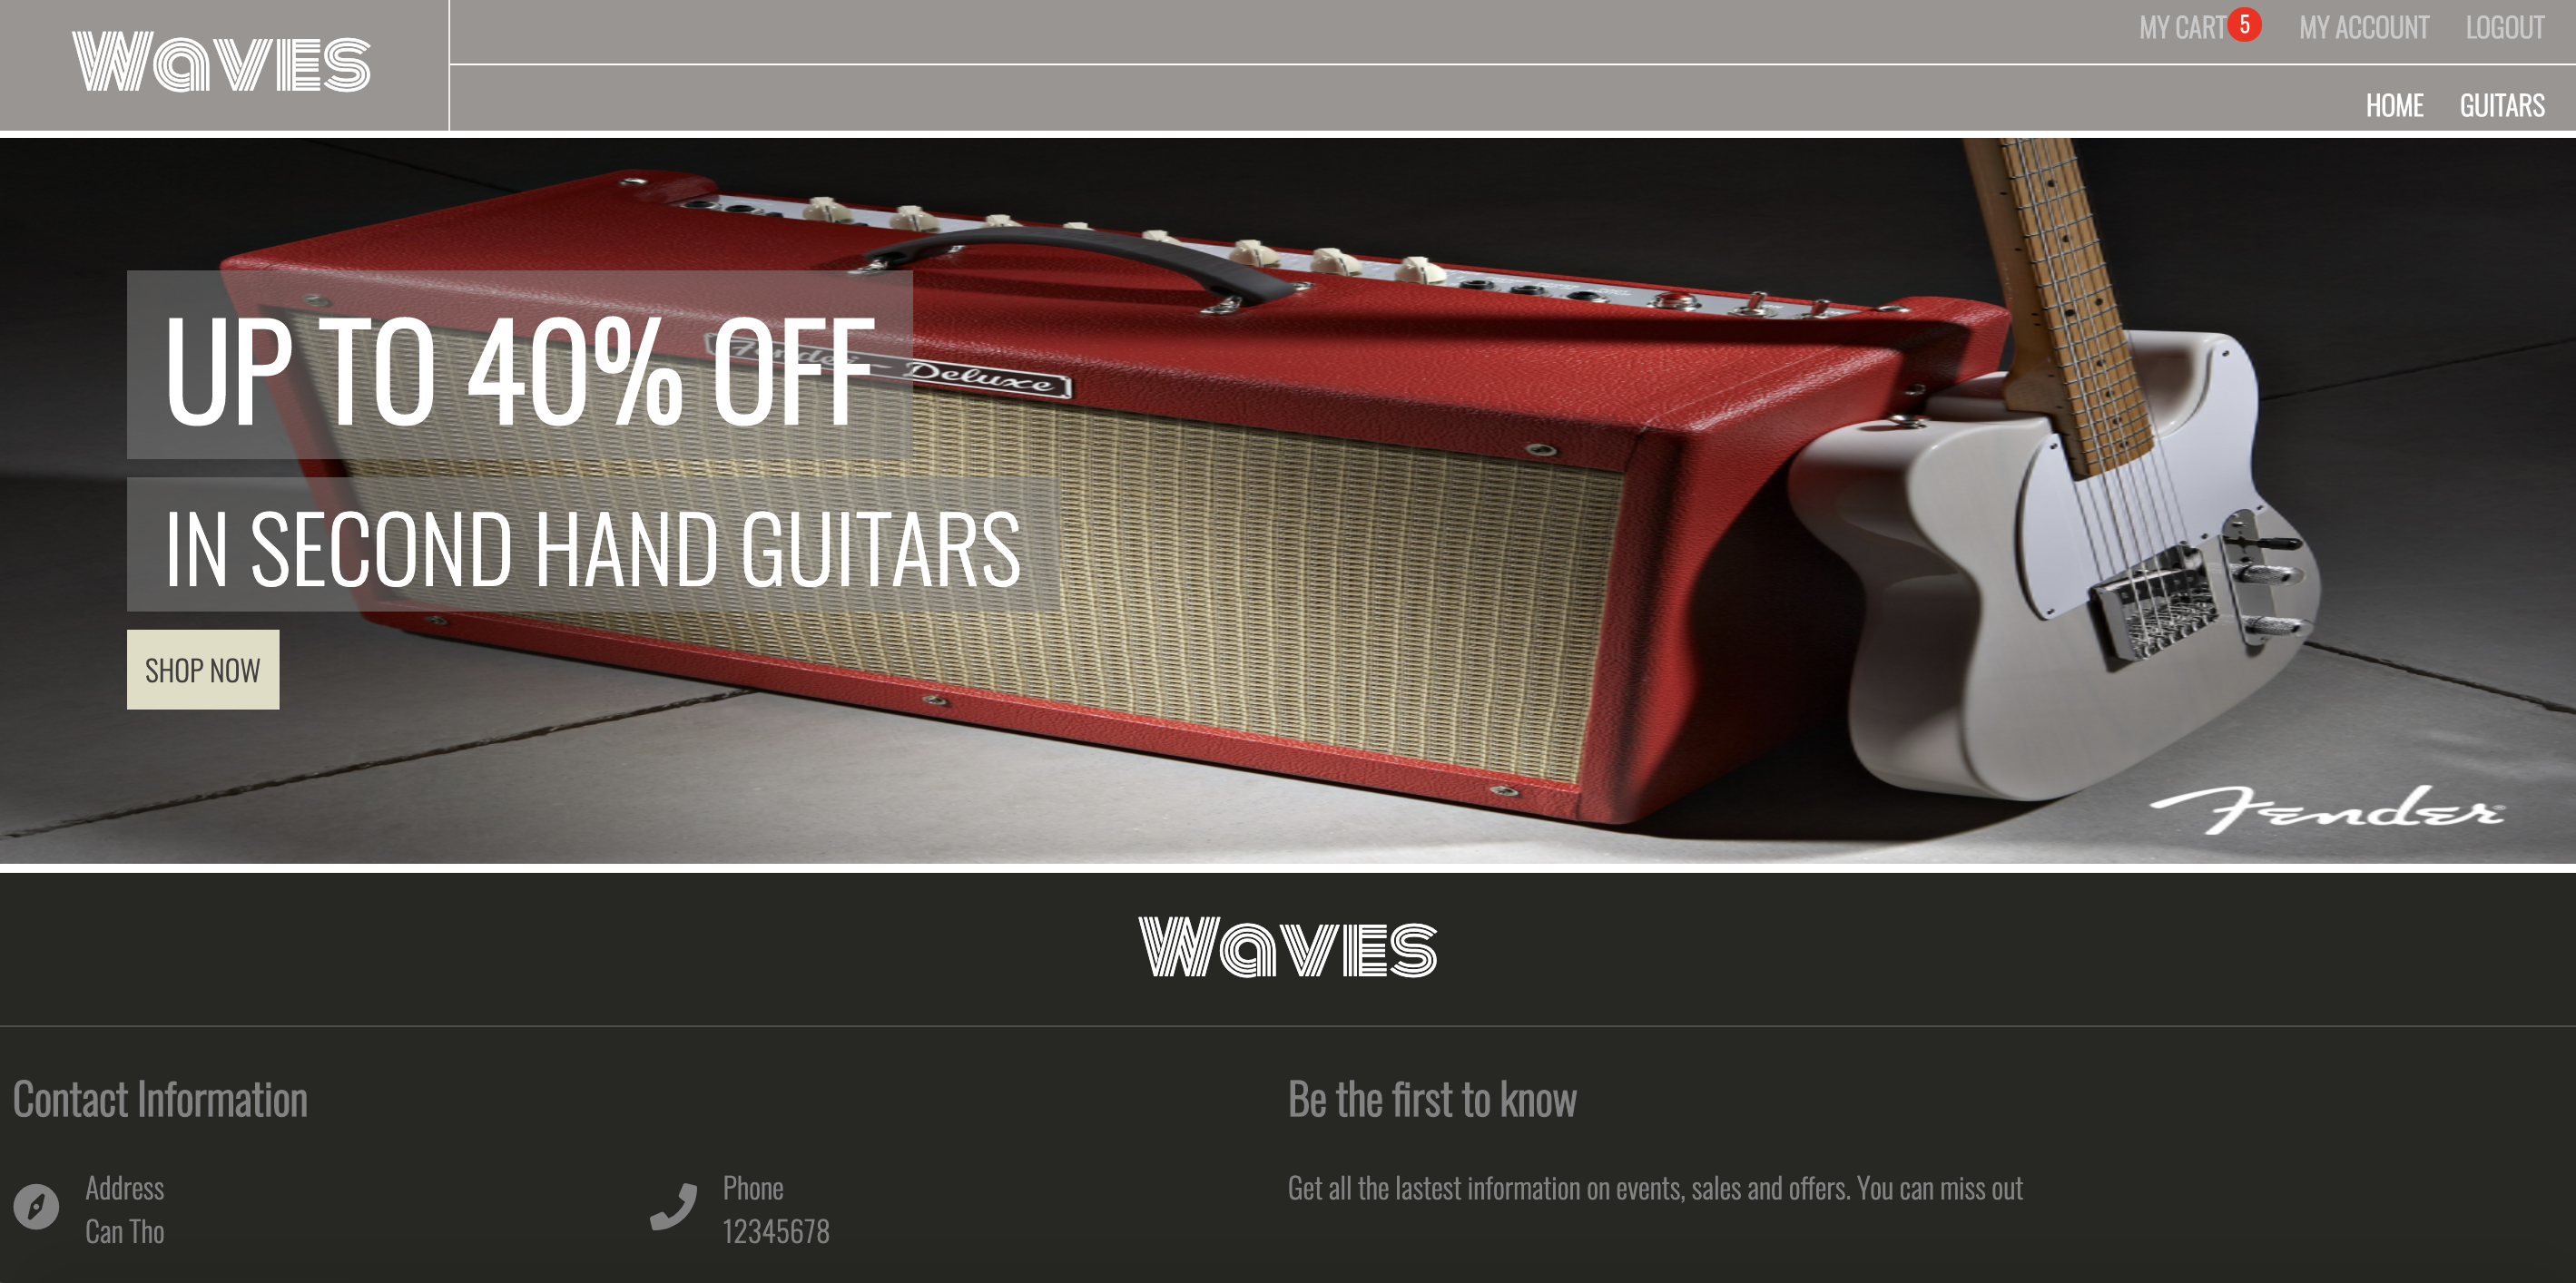 Waves
MY CART 5 MY ACCOUNT LOGOUT
HOME GUITARS
UP TO 40% OFF
Fender Deluxe
IN SECOND HAND GUITARS
SHOP NOW
Fender
Waves
Contact Information
Be the first to know
Address
Can Tho
Phone
12345678
Get all the lastest information on events, sales and offers. You can miss out